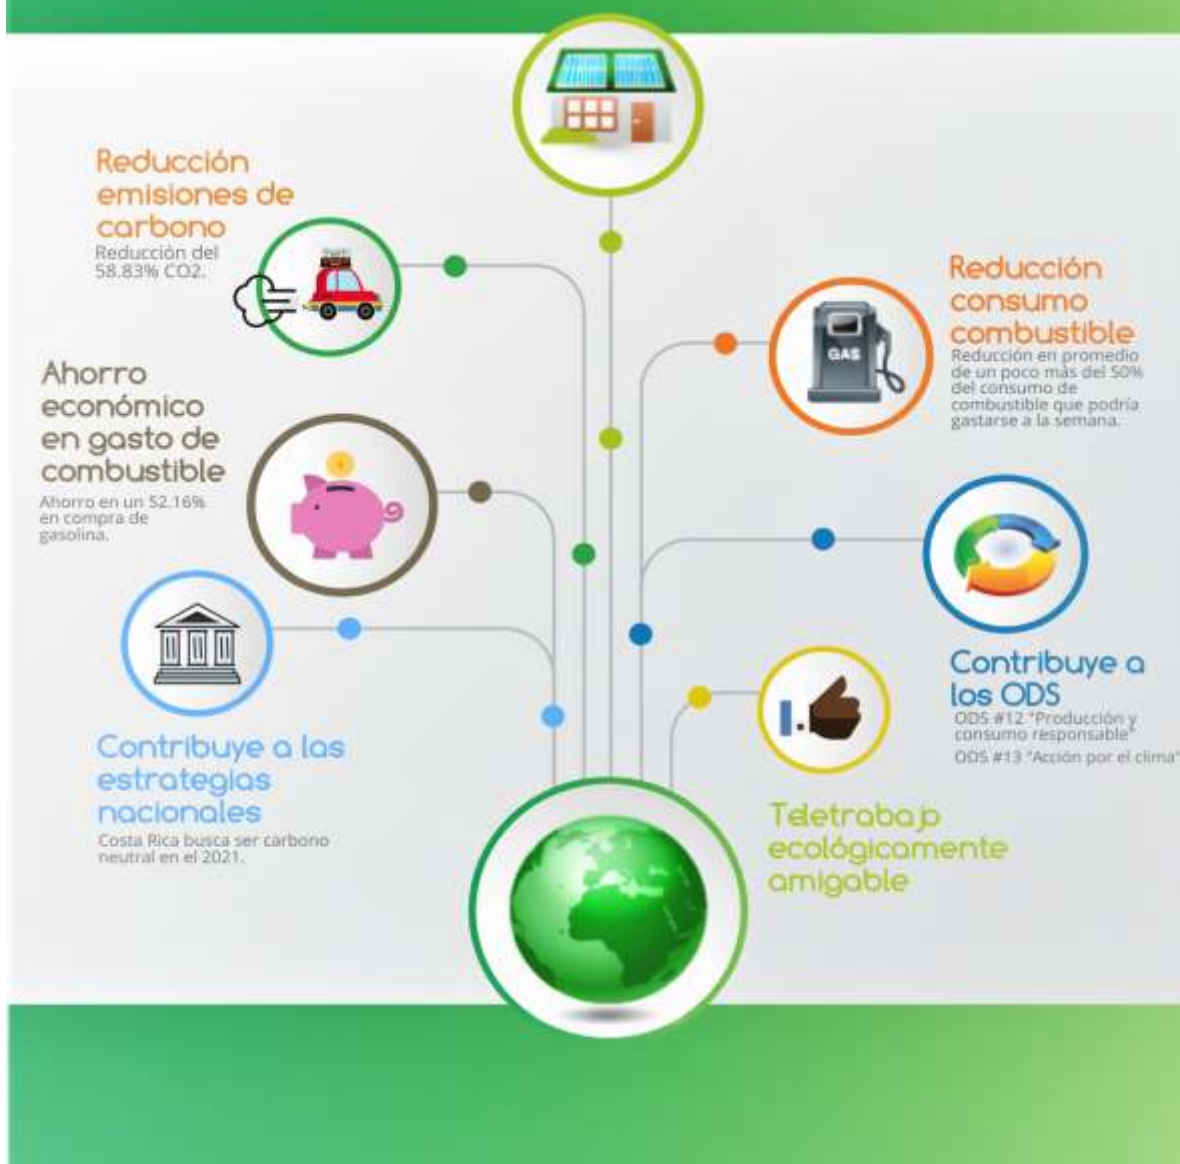 Reducción
emisiones de
carbono
Reducción del
58.83% CO2.
Ahorro
económico
en gasto de
combustible
Ahorro en un 52.16%
en compra de
gasolina.
Contribuye a las
estrategias
nacionales
Costa Rica busca ser carbono
neutral en el 2021.
GAS
Reducción
consumo
combustible
Reducción en promedio
de un poco más del 50%
del consumo de
combustible que podría
gastarse a la semana.
Contribuye a
los ODS
ODS #12 "Producción y
consumo responsable"
ODS #13 "Acción por el clima"
Teletrabajo
ecológicamente
amigable